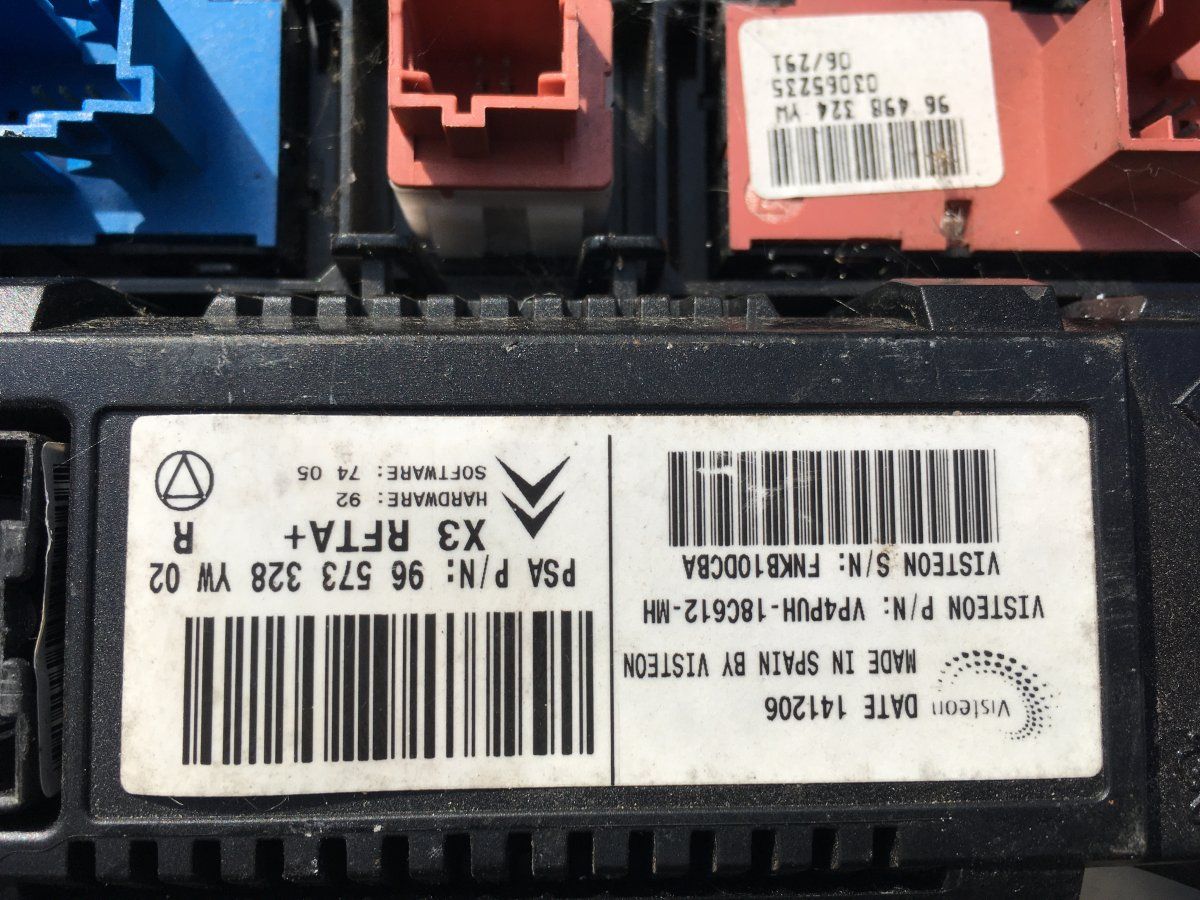 Visteon
DATE 141206
MADE IN SPAIN BY VISTEON
VISTEON P/N: VP4PUH-18C612-MH
VISTEON S/N: FNKB10DCBA
PSA P/N: 96 573 328 YW 02
X3 RFTA+ R
HARDWARE: 92
SOFTWARE: 74 05
96 498 324 YW
03065235
06/291